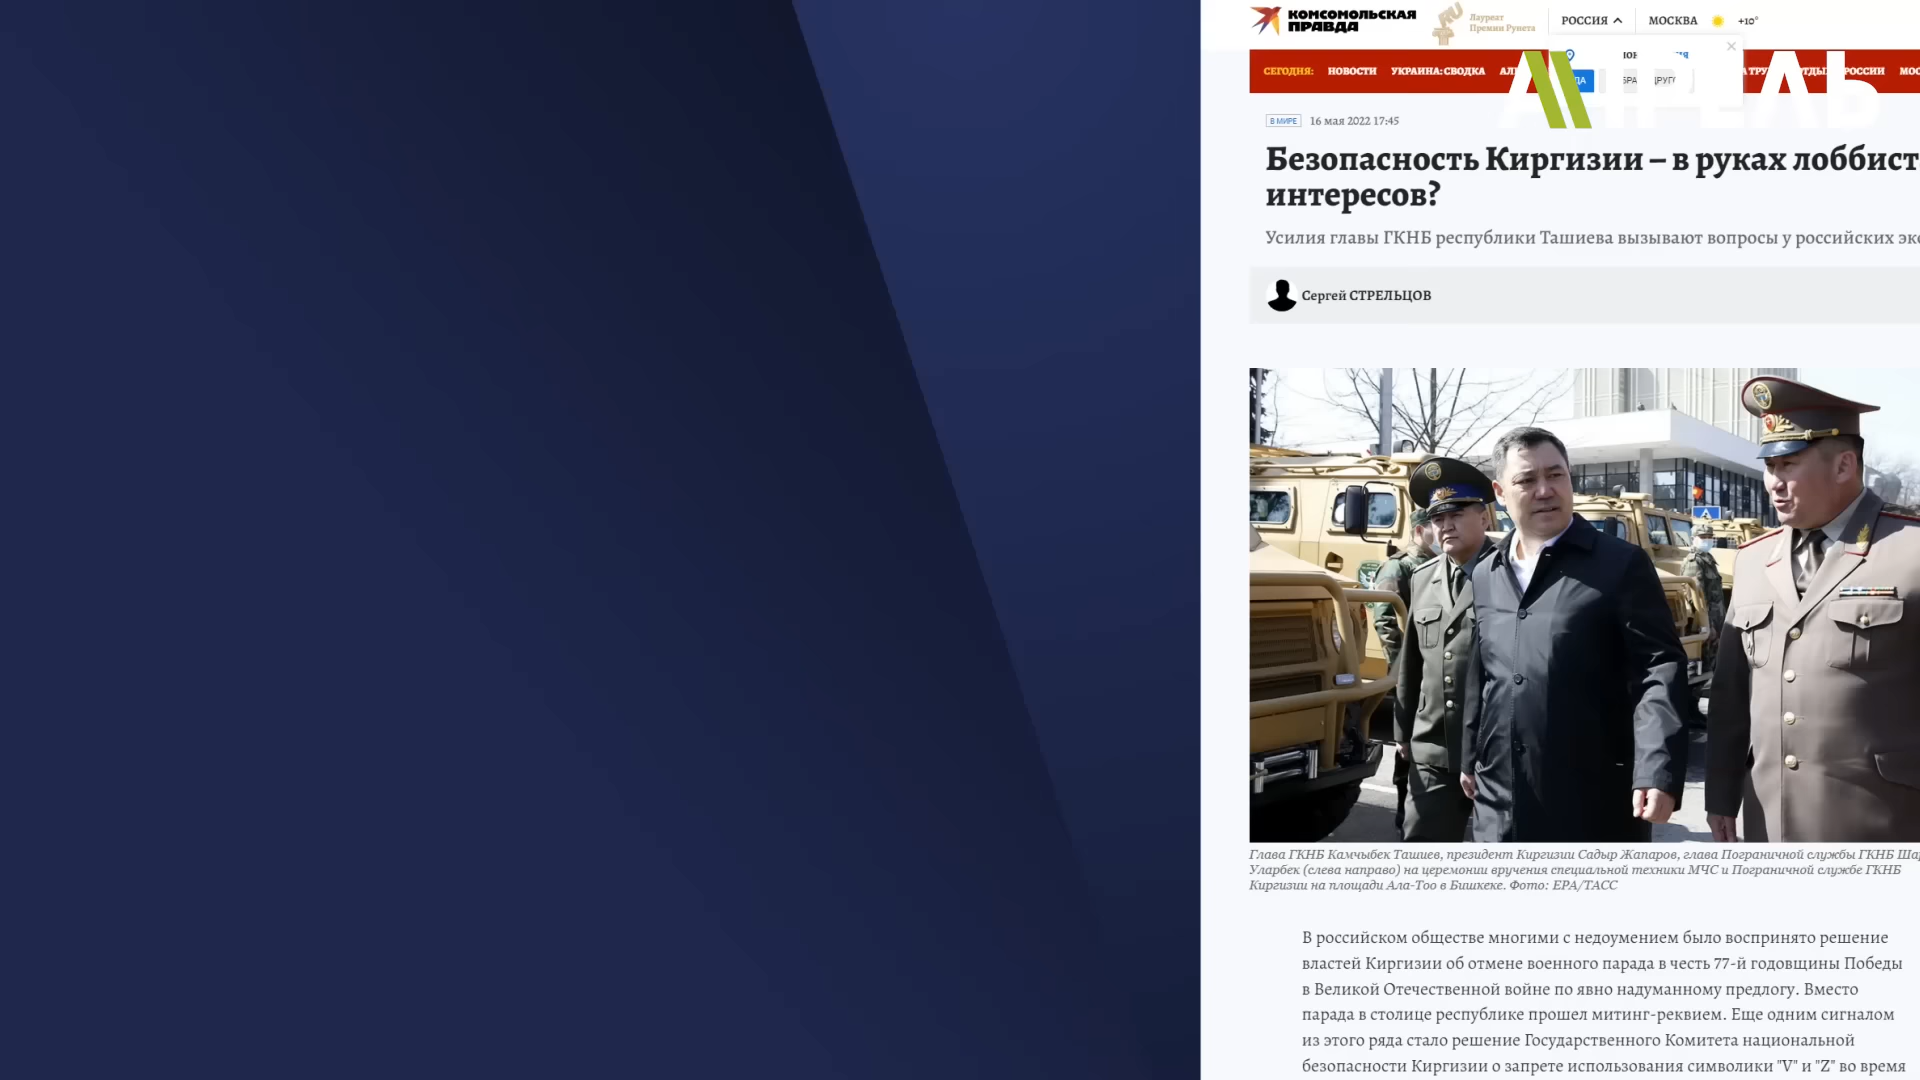 КОМСОМОЛЬСКАЯ
ПРАВДА
Лауреат
Премии Рунета
РОССИЯ
МОСКВА
+10°
СЕГОДНЯ:
НОВОСТИ
УКРАИНА: СВОДКА
РОССИИ
АПРЕЛЬ
В МИРЕ
16 мая 2022 17:45
Безопасность Киргизии – в руках лоббист
интересов?
Усилия главы ГКНБ республики Ташиева вызывают вопросы у российских эк
Сергей СТРЕЛЬЦОВ
Глава ГКНБ Камчыбек Ташиев, президент Киргизии Садыр Жапаров, глава Пограничной службы ГКНБ Шар
Уларбек (слева направо) на церемонии вручения специальной техники МЧС и Пограничной службе ГКНБ
Киргизии на площади Ала-Тоо в Бишкеке. Фото: EPA/ТАСС
В российском обществе многими с недоумением было воспринято решение
властей Киргизии об отмене военного парада в честь 77-й годовщины Победы
в Великой Отечественной войне по явно надуманному предлогу. Вместо
парада в столице республике прошел митинг-реквием. Еще одним сигналом
из этого ряда стало решение Государственного Комитета национальной
безопасности Киргизии о запрете использования символики "V" и "Z" во время